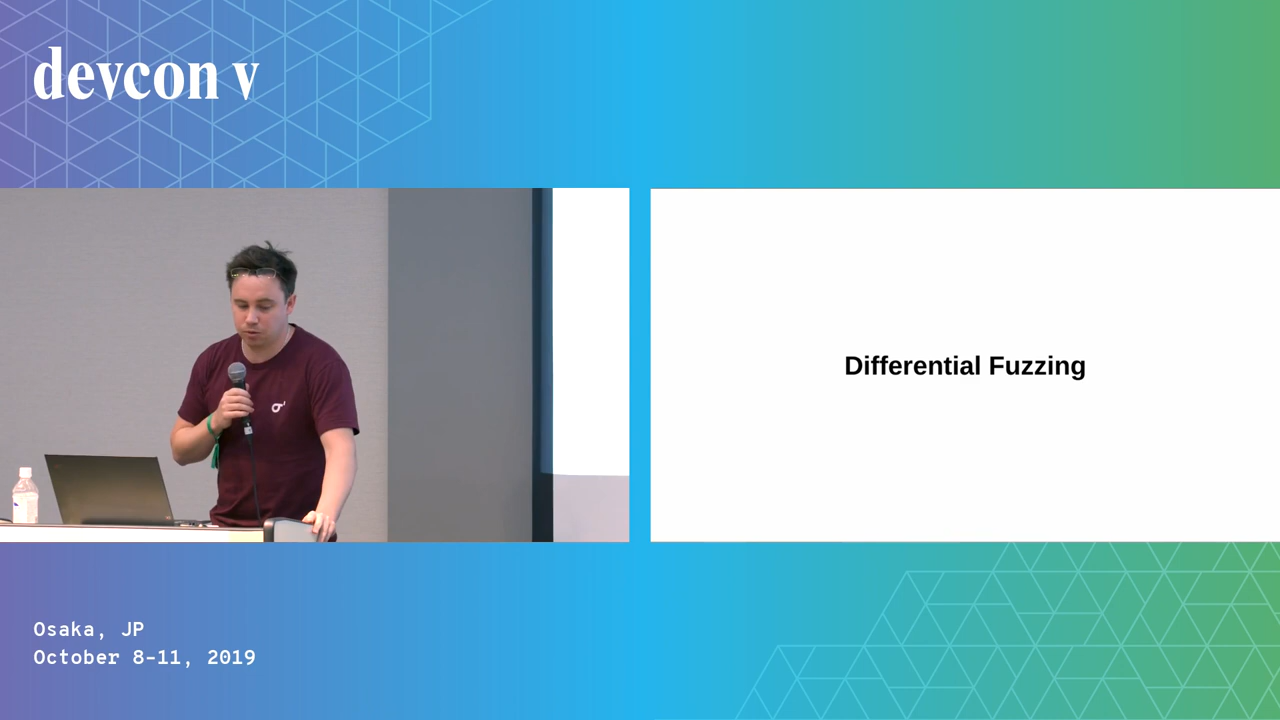 devcon v
Differential Fuzzing
Osaka, JP
October 8-11, 2019